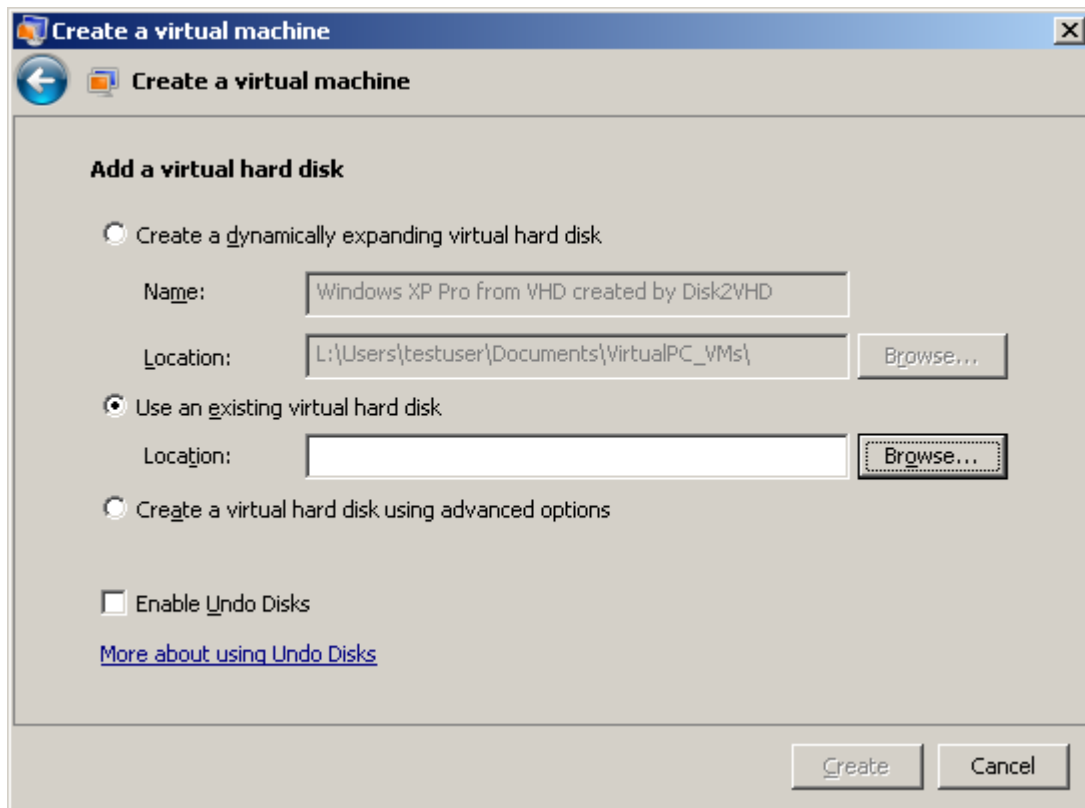 Create a virtual machine
Create a virtual machine
Add a virtual hard disk
Create a dynamically expanding virtual hard disk
Name: Windows XP Pro from VHD created by Disk2VHD
Location: L:\Users\testuser\Documents\VirtualPC_VMs\ Browse...
Use an existing virtual hard disk
Location: Browse...
Create a virtual hard disk using advanced options
Enable Undo Disks
More about using Undo Disks
Create Cancel